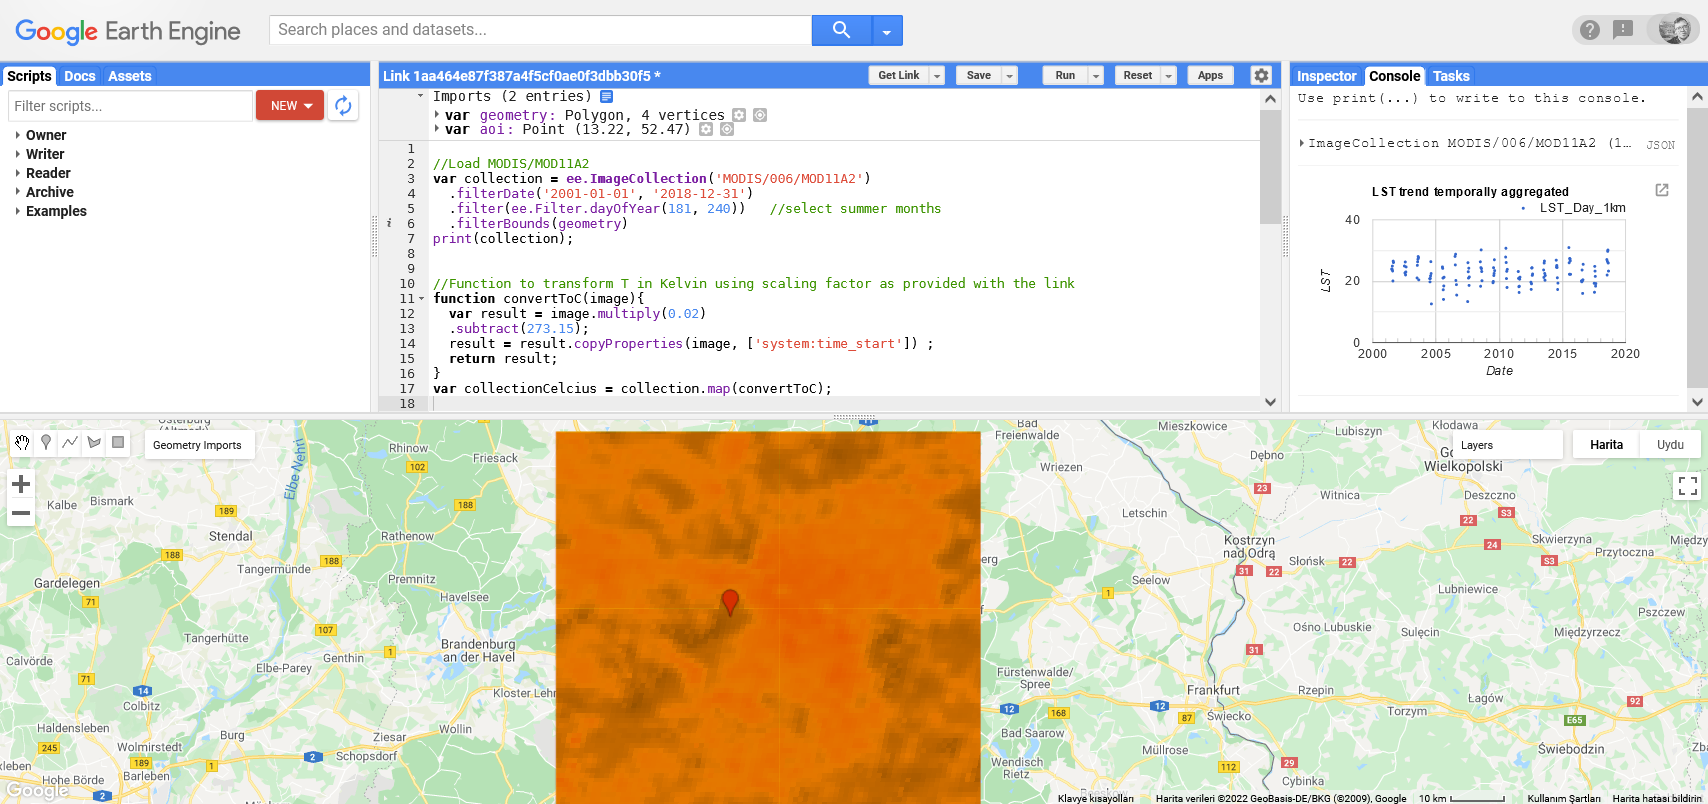 Google Earth Engine
Search places and datasets...
Scripts Docs Assets
Filter scripts...
NEW
Owner
Writer
Reader
Archive
Examples
Link 1aa464e87f387a4f5cf0ae0f3dbb30f5 *
Get Link Save Run Reset Apps
Imports (2 entries)
var geometry: Polygon, 4 vertices
var aoi: Point (13.22, 52.47)
1
2 //Load MODIS/MOD11A2
3 var collection = ee.ImageCollection('MODIS/006/MOD11A2')
4 .filterDate('2001-01-01', '2018-12-31')
5 .filter(ee.Filter.dayOfYear(181, 240)) //select summer months
i 6 .filterBounds(geometry)
7 print(collection);
8
9
10 //Function to transform T in Kelvin using scaling factor as provided with the link
11 function convertToC(image){
12 var result = image.multiply(0.02)
13 .subtract(273.15);
14 result = result.copyProperties(image, ['system:time_start']) ;
15 return result;
16 }
17 var collectionCelcius = collection.map(convertToC);
18
Inspector Console Tasks
Use print(...) to write to this console.
ImageCollection MODIS/006/MOD11A2 (1… JSON
LST trend temporally aggregated
LST_Day_1km
40
20
0
LST
2000 2005 2010 2015 2020
Date
Geometry Imports
Layers
Harita Uydu
Osterburg
(Altmark)
Elbe-Nehri
Rhinow
102
Friesack
Kalbe
Bismark
189
188
Stendal
Rathenow
188
188
Tangermünde
Gardelegen
71
Premnitz
Havelsee
107
Tangerhütte
Genthin
1
Brandenburg
an der Havel
Calvörde
Elbe-Parey
71
14
Colbitz
Kloster Lehn
Haldensleben
Burg
Ziesar
Wollin
245
Wolmirstedt
2
Schopsdorf
189
1
Barleben
xleben
Hohe Börde
2
Google
Bad
Freienwalde
Mieszkowice
Lubiszyn
Kłodawa
Wriezen
Dębno
Wielkopolski
23
Witnica
Deszczno
Letschin
22
S3
Kostrzyn
nad Odrą
24
Skwierzyna
erg
31
22
Słońsk
22
S3
Przytoczna
Między
Seelow
1
Lubniewice
Pszczew
Ośno Lubuskie
Sulęcin
Międzyrzecz
31
Fürstenwalde/
Spree
Frankfurt
Rzepin
Łagów
92
12
168
12
87
Świecko
Torzym
E65
Bad Saarow
Müllrose
Świebodzin
Zba
Wendisch
Rietz
112
29
Cybinka
Beeskow
Klavye kısayolları Harita verileri ©2022 GeoBasis-DE/BKG (©2009), Google 10 km Kullanım Şartları Harita hatası bildirin